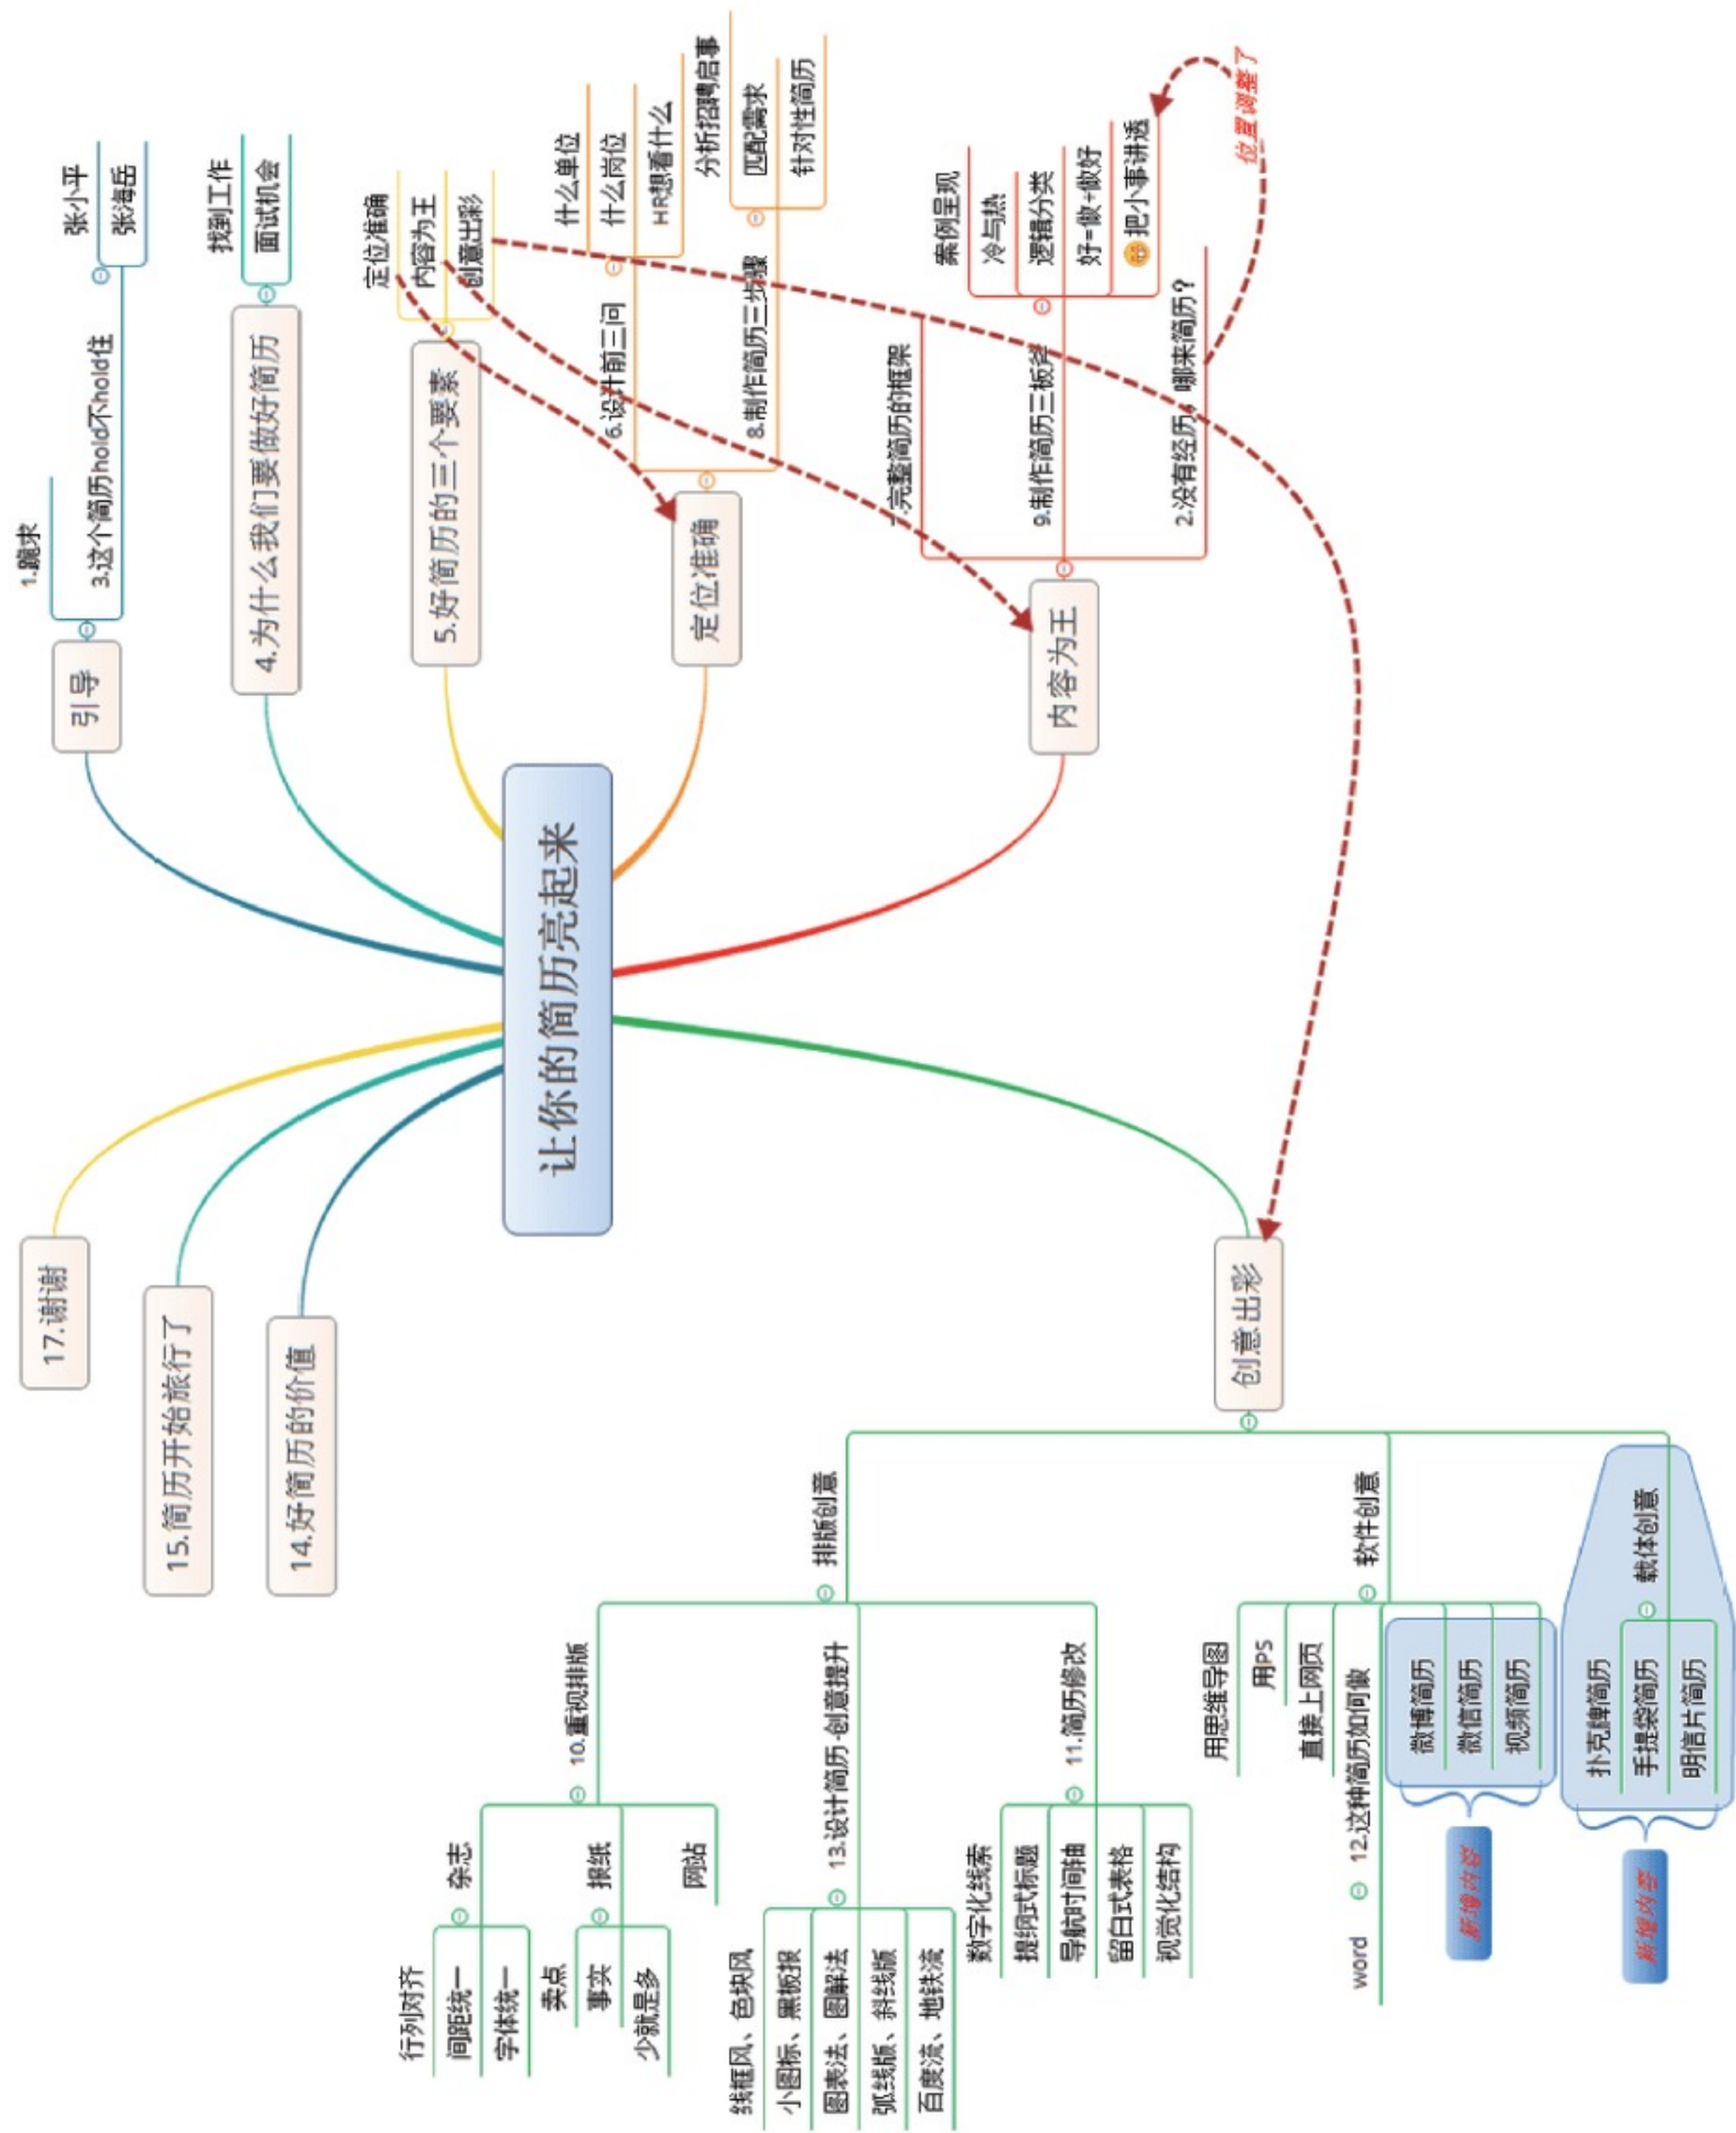 让你的简历亮起来
引导
1.跪求
3.这个简历hold不hold住
张小平
张海岳
4.为什么我们要做好简历
找到工作
面试机会
5.好简历的三个要素
定位准确
内容为王
创意出彩
定位准确
6.设计前三问
什么单位
什么岗位
HR想看什么
8.制作简历三步骤
分析招聘启事
匹配需求
针对性简历
内容为王
7.完整简历的框架
9.制作简历三板斧
案例呈现
冷与热
逻辑分类
好=做+做好
把小事讲透
2.没有经历，哪来简历？
位置调整了
17.谢谢
15.简历开始旅行了
14.好简历的价值
创意出彩
排版创意
10.重视排版
杂志
行列对齐
间距统一
字体统一
报纸
卖点
事实
少就是多
网站
13.设计简历-创意提升
线框风、色块风
小图标、黑板报
图表法、图解法
弧线版、斜线版
百度流、地铁流
11.简历修改
数字化线索
提纲式标题
导航时间轴
留白式表格
视觉化结构
软件创意
用思维导图
用PS
直接上网页
12.这种简历如何做
word
微博简历
微信简历
视频简历
新增内容
载体创意
扑克牌简历
手提袋简历
明信片简历
新增内容